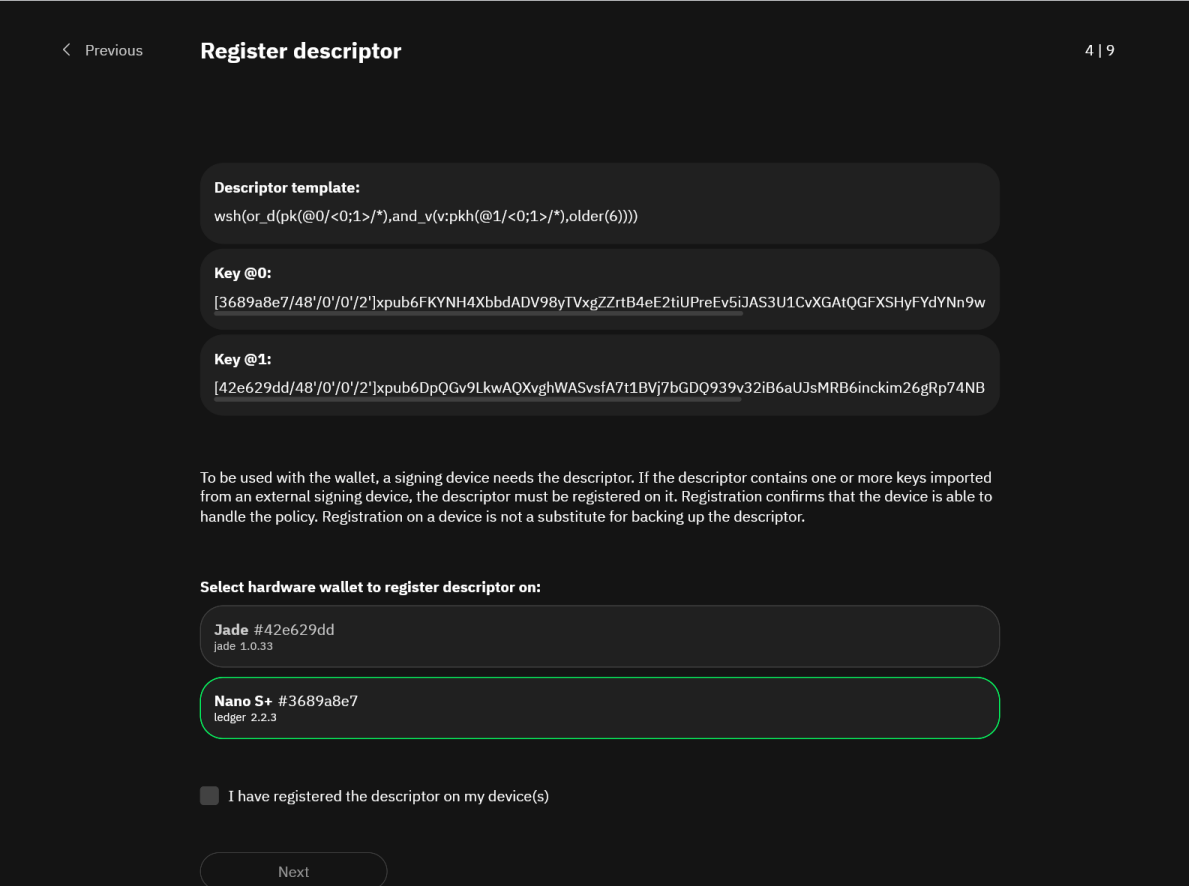 Previous
Register descriptor
4 | 9
Descriptor template:
wsh(or_d(pk(@0/<0;1>/*),and_v(v:pkh(@1/<0;1>/*),older(6))))
Key @0:
[3689a8e7/48'/0'/0'/2']xpub6FKYNH4XbbdADV98yTVxgZZrtB4eE2tiUPreEv5iJAS3U1CvXGAtQGFXSHyFYdYNn9w
Key @1:
[42e629dd/48'/0'/0'/2']xpub6DpQGv9LkwAQXvghWASvsfA7t1BVj7bGDQ939v32iB6aUJsMRB6inckim26gRp74NB
To be used with the wallet, a signing device needs the descriptor. If the descriptor contains one or more keys imported
from an external signing device, the descriptor must be registered on it. Registration confirms that the device is able to
handle the policy. Registration on a device is not a substitute for backing up the descriptor.
Select hardware wallet to register descriptor on:
Jade #42e629dd
jade 1.0.33
Nano S+ #3689a8e7
ledger 2.2.3
I have registered the descriptor on my device(s)
Next